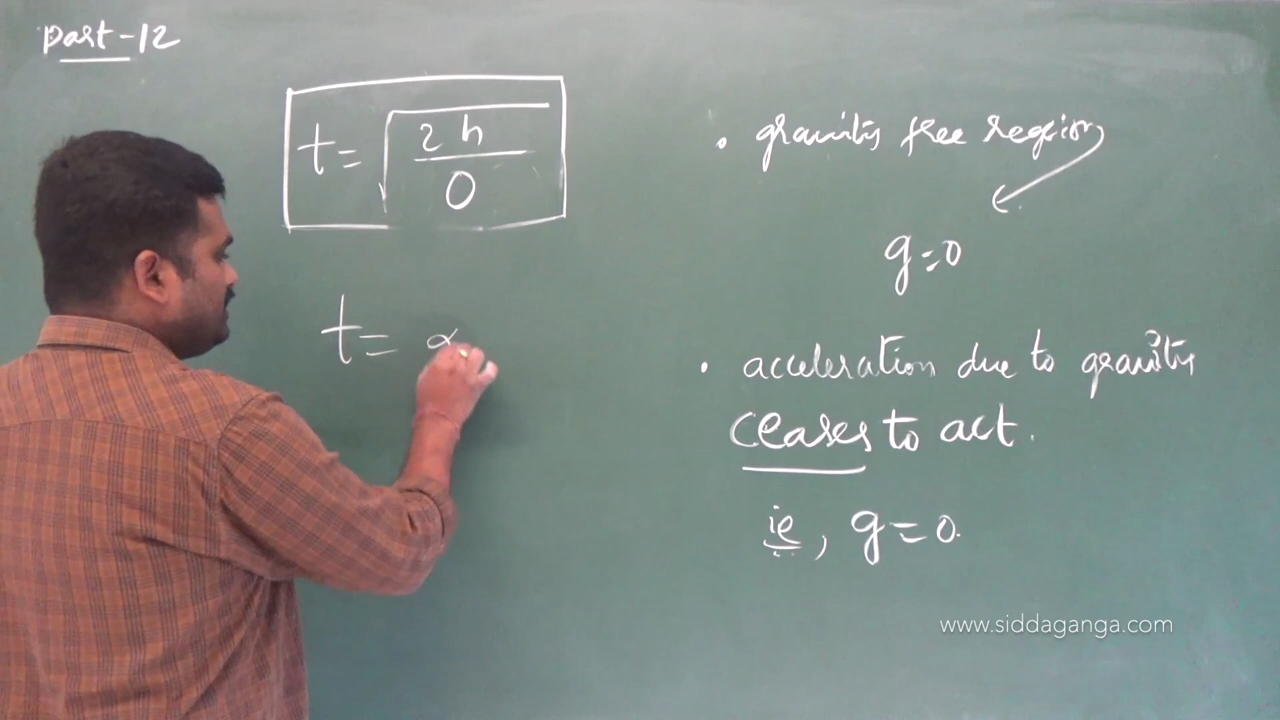 Part-12
t = √(2h/0)
t = ∝
• gravity free region
g=0
• acceleration due to gravity
ceases to act.
ie, g=0.
www.siddaganga.com